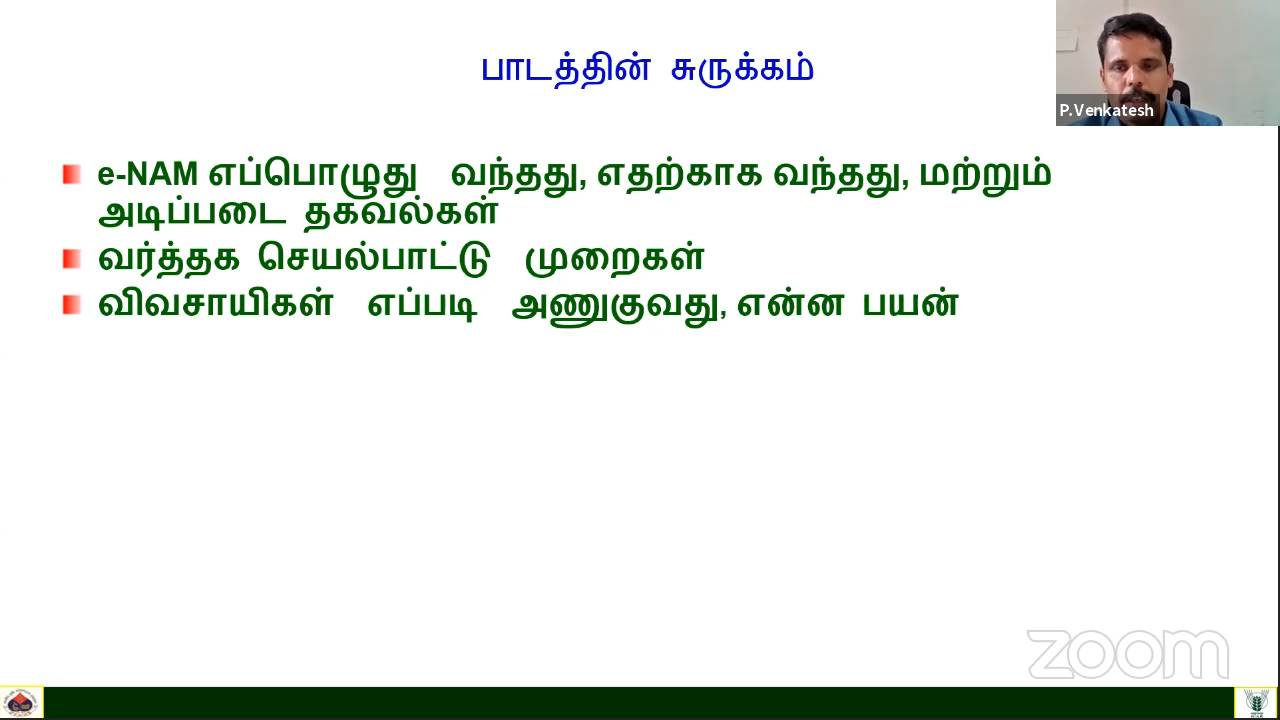 பாடத்தின் சுருக்கம்
P.Venkatesh
e-NAM எப்பொழுது வந்தது, எதற்காக வந்தது, மற்றும்
அடிப்படை தகவல்கள்
வர்த்தக செயல்பாட்டு முறைகள்
விவசாயிகள் எப்படி அணுகுவது, என்ன பயன்
zoom